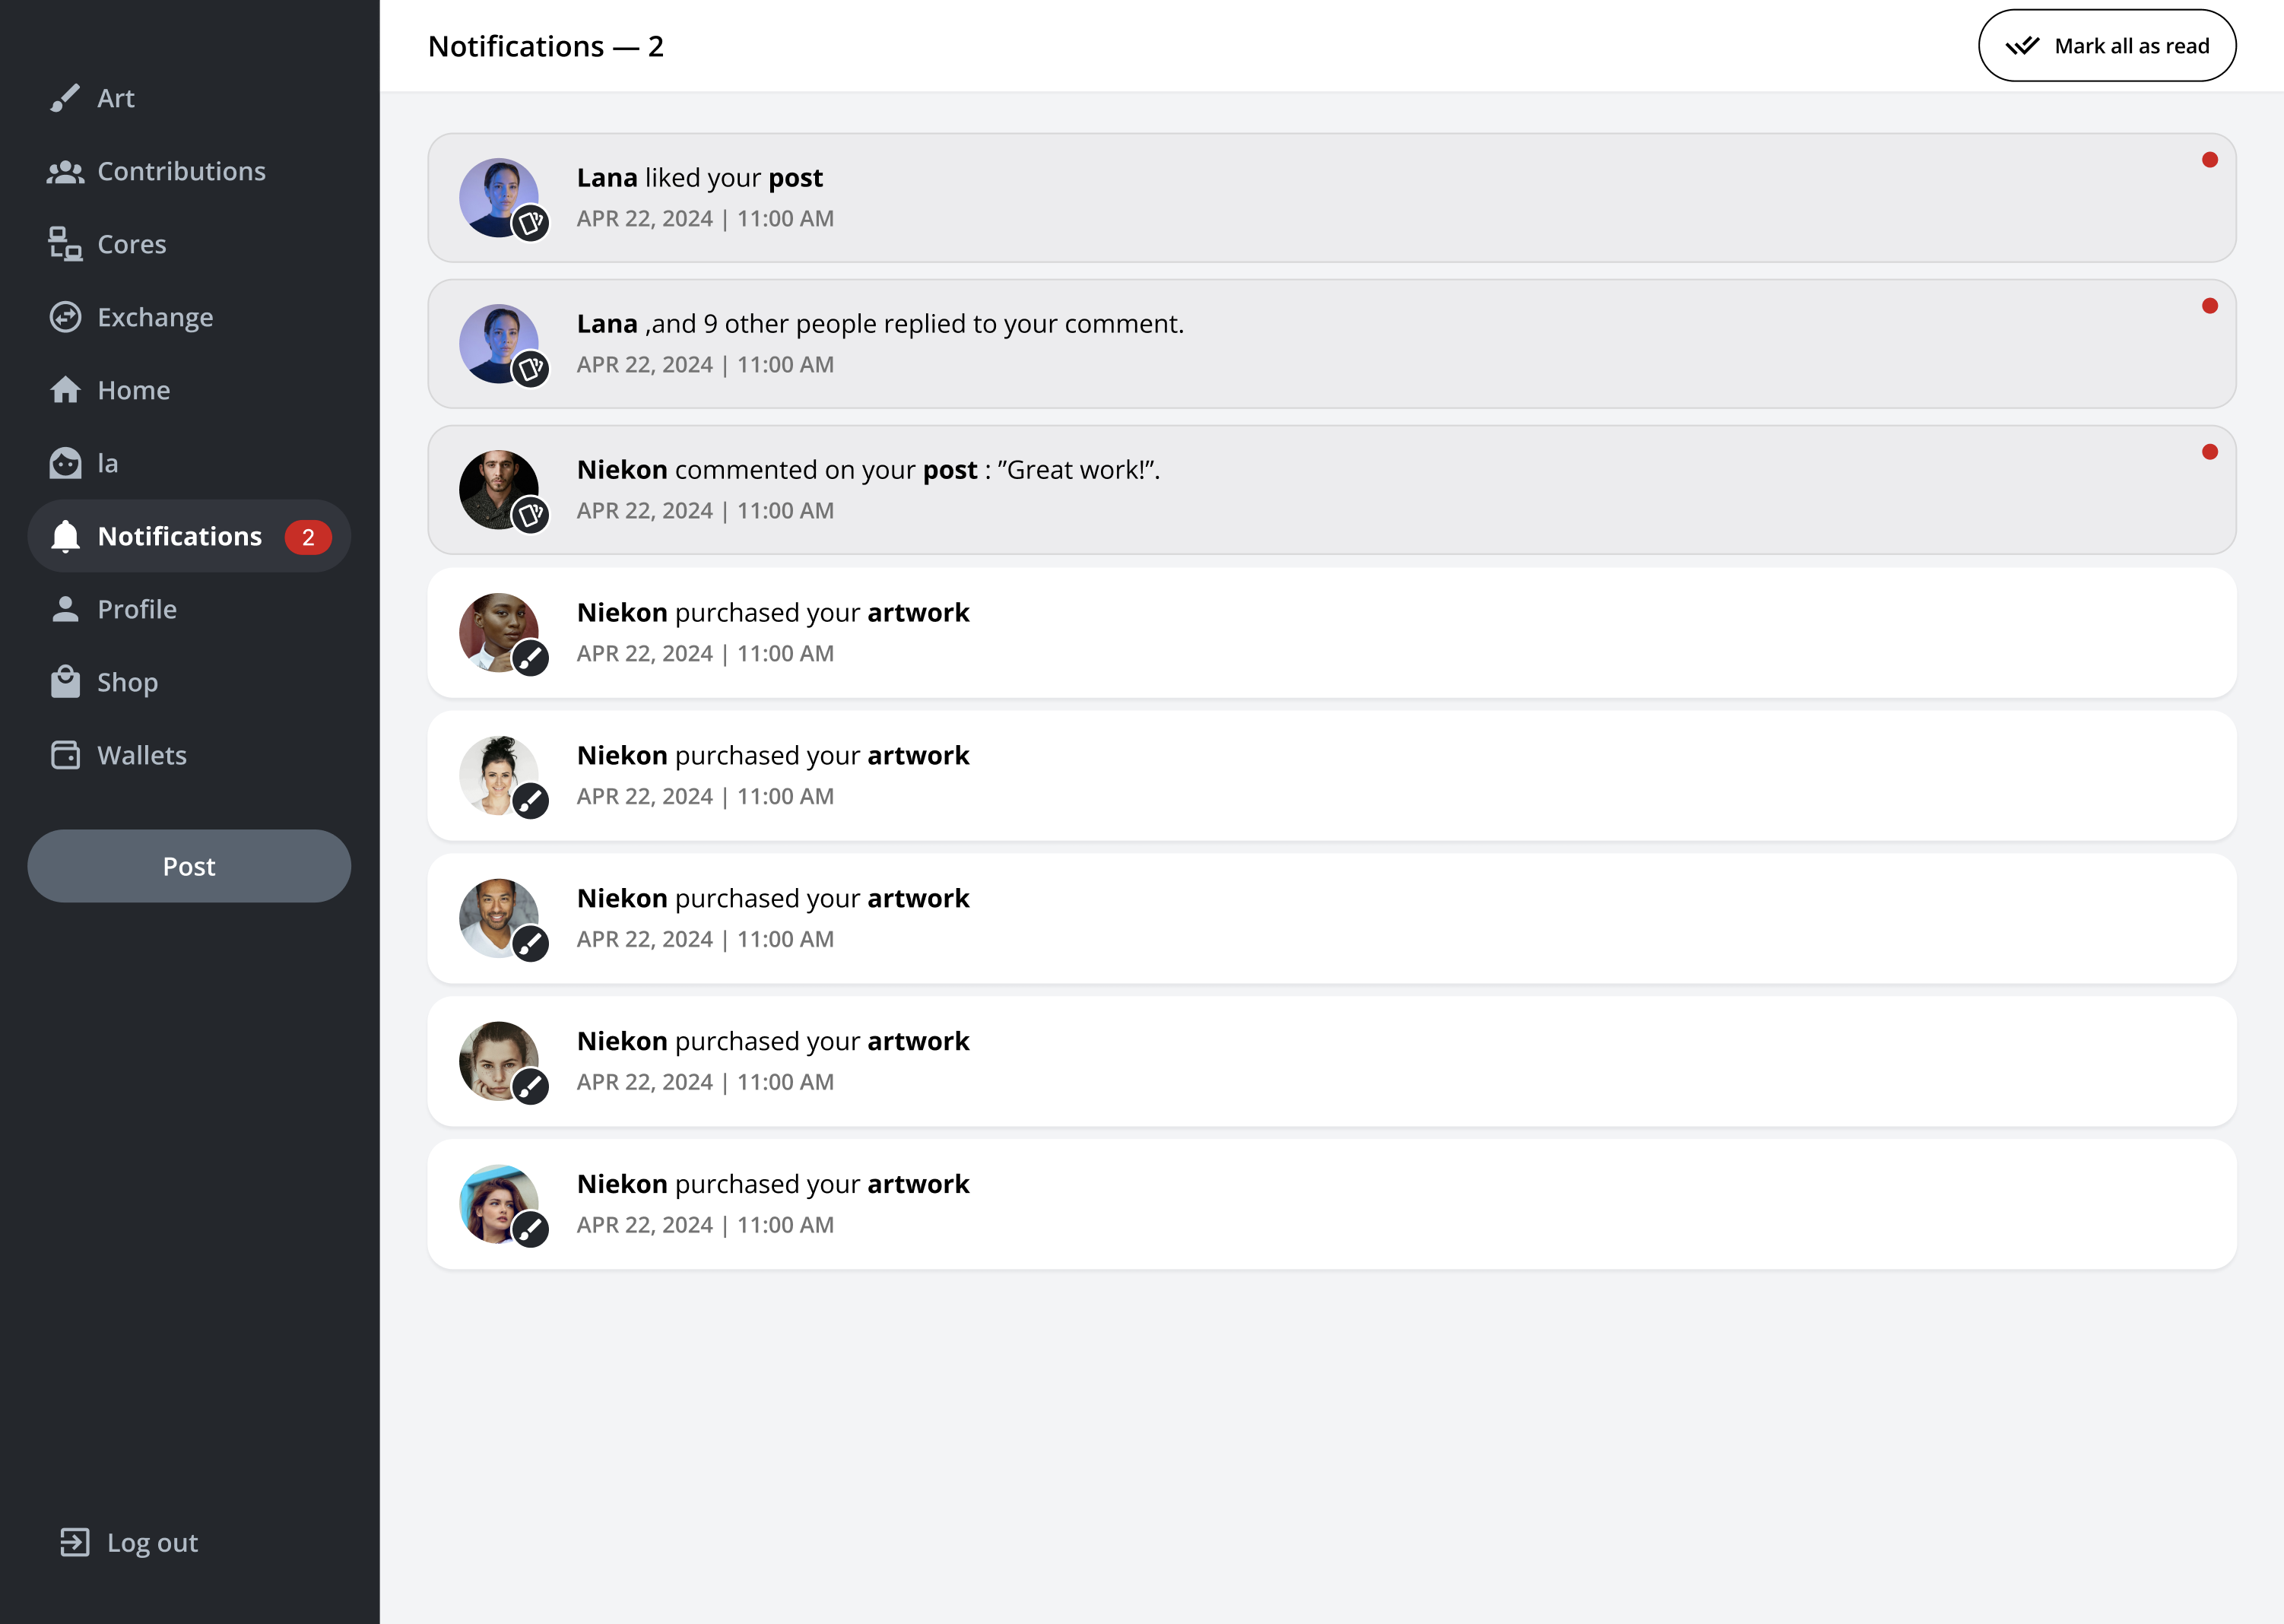 Art
Contributions
Cores
Exchange
Home
Ia
Notifications 2
Profile
Shop
Wallets
Post
Log out
Notifications — 2
Mark all as read
Lana liked your post
APR 22, 2024 | 11:00 AM
Lana ,and 9 other people replied to your comment.
APR 22, 2024 | 11:00 AM
Niekon commented on your post : ”Great work!”.
APR 22, 2024 | 11:00 AM
Niekon purchased your artwork
APR 22, 2024 | 11:00 AM
Niekon purchased your artwork
APR 22, 2024 | 11:00 AM
Niekon purchased your artwork
APR 22, 2024 | 11:00 AM
Niekon purchased your artwork
APR 22, 2024 | 11:00 AM
Niekon purchased your artwork
APR 22, 2024 | 11:00 AM